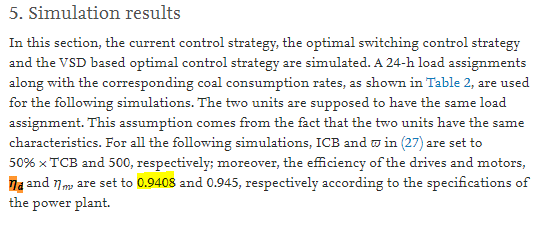 5. Simulation results
In this section, the current control strategy, the optimal switching control strategy
and the VSD based optimal control strategy are simulated. A 24-h load assignments
along with the corresponding coal consumption rates, as shown in Table 2, are used
for the following simulations. The two units are supposed to have the same load
assignment. This assumption comes from the fact that the two units have the same
characteristics. For all the following simulations, ICB and ϖ in (27) are set to
50% × TCB and 500, respectively; moreover, the efficiency of the drives and motors,
η_d and η_m, are set to 0.9408 and 0.945, respectively according to the specifications of
the power plant.